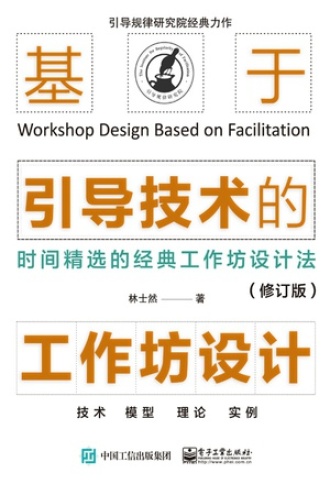 引导规律研究院经典力作
基于
Workshop Design Based on Facilitation
引导技术的
时间精选的经典工作坊设计法
（修订版）
林士然 著
工作坊设计
技术 模型 理论 实例
中国工信出版集团
电子工业出版社